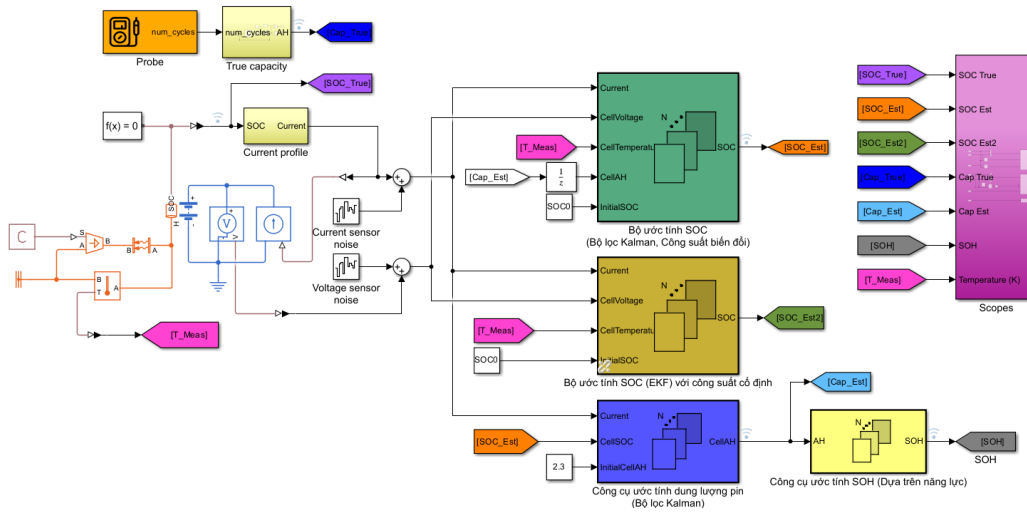 num_cycles
Probe
num_cycles AH
True capacity
[Cap_True]
[SOC_True]
f(x) = 0
SOC Current
Current profile
Current sensor
noise
Voltage sensor
noise
C
S
A
B
B
A
SOC
H
V
V
B
A
T
[T_Meas]
Current
CellVoltage
[T_Meas]
CellTemperatu
[Cap_Est]
1
z
CellAH
SOC0
InitialSOC
N
SOC
[SOC_Est]
Bộ ước tính SOC
(Bộ lọc Kalman, Công suất biến đổi)
Current
CellVoltage
[T_Meas]
CellTemperatu
SOC0
InitialSOC
N
SOC
[SOC_Est2]
Bộ ước tính SOC (EKF) với công suất cố định
Current
[SOC_Est]
CellSOC
2.3
InitialCellAH
N
CellAH
Công cụ ước tính dung lượng pin
(Bộ lọc Kalman)
[Cap_Est]
AH
N
SOH
[SOH]
SOH
Công cụ ước tính SOH (Dựa trên năng lực)
[SOC_True] SOC True
[SOC_Est] SOC Est
[SOC_Est2] SOC Est2
[Cap_True] Cap True
[Cap_Est] Cap Est
[SOH] SOH
[T_Meas] Temperature (K)
Scopes